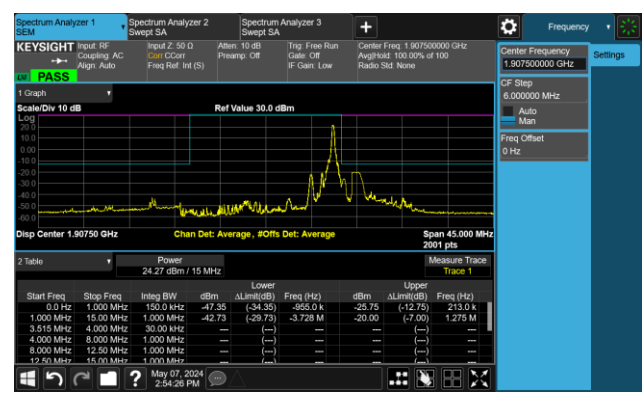 Spectrum Analyzer 1
SEM
Spectrum Analyzer 2
Swept SA
Spectrum Analyzer 3
Swept SA
+
Frequency
KEYSIGHT
Input: RF
Coupling: AC
Align: Auto
Input Z: 50 Ω
Corr CCorr
Freq Ref: Int (S)
Atten: 10 dB
Preamp: Off
Trig: Free Run
Gate: Off
IF Gain: Low
Center Freq: 1.907500000 GHz
Avg|Hold: 100.00% of 100
Radio Std: None
PASS
Center Frequency
1.907500000 GHz
Settings
CF Step
6.000000 MHz
Auto
Man
Freq Offset
0 Hz
1 Graph
Scale/Div 10 dB
Ref Value 30.0 dBm
Log
20.0
10.0
0.00
-10.0
-20.0
-30.0
-40.0
-50.0
-60.0
Disp Center 1.90750 GHz
Chan Det: Average , #Offs Det: Average
Span 45.000 MHz
2001 pts
2 Table
Power
24.27 dBm / 15 MHz
Measure Trace
Trace 1
Lower
Upper
Start Freq Stop Freq Integ BW dBm ΔLimit(dB) Freq (Hz) dBm ΔLimit(dB) Freq (Hz)
0.0 Hz 1.000 MHz 150.0 kHz -47.35 (-34.35) -955.0 k -25.75 (-12.75) 213.0 k
1.000 MHz 15.00 MHz 1.000 MHz -42.73 (-29.73) -3.728 M -20.00 (-7.00) 1.275 M
3.515 MHz 4.000 MHz 30.00 kHz --- (---) --- --- (---) ---
4.000 MHz 8.000 MHz 1.000 MHz --- (---) --- --- (---) ---
8.000 MHz 12.50 MHz 1.000 MHz --- (---) --- --- (---) ---
12.50 MHz 15.00 MHz 1.000 MHz --- (---) --- --- (---) ---
?
May 07, 2024
2:54:26 PM